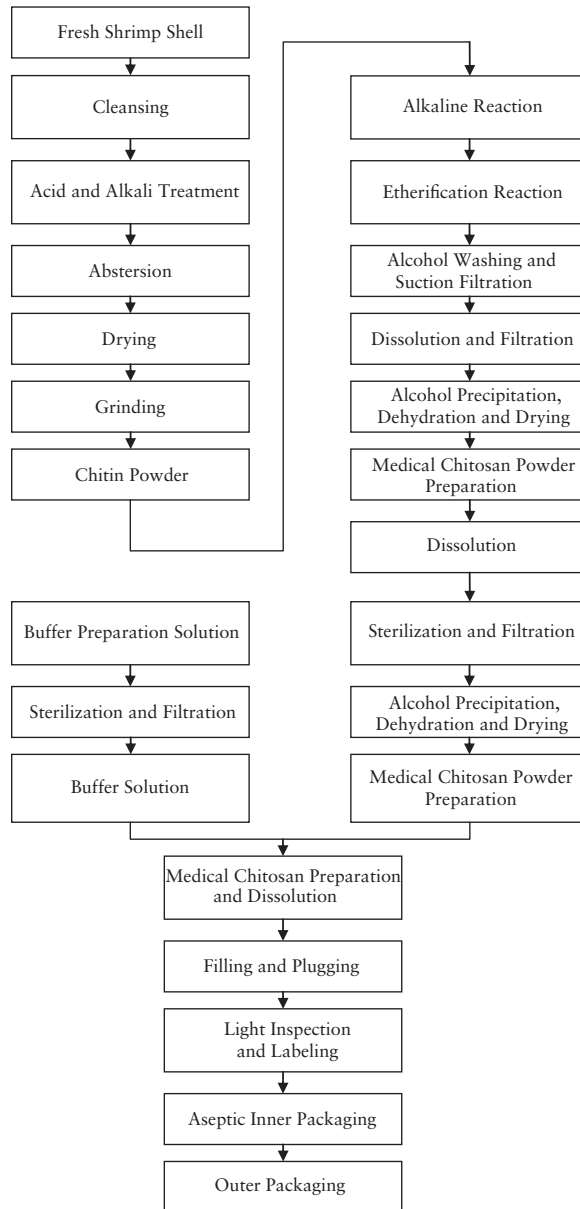 Fresh Shrimp Shell
Cleansing
Acid and Alkali Treatment
Abstersion
Drying
Grinding
Chitin Powder
Alkaline Reaction
Etherification Reaction
Alcohol Washing and
Suction Filtration
Dissolution and Filtration
Alcohol Precipitation,
Dehydration and Drying
Medical Chitosan Powder
Preparation
Dissolution
Sterilization and Filtration
Alcohol Precipitation,
Dehydration and Drying
Medical Chitosan Powder
Preparation
Buffer Preparation Solution
Sterilization and Filtration
Buffer Solution
Medical Chitosan Preparation
and Dissolution
Filling and Plugging
Light Inspection
and Labeling
Aseptic Inner Packaging
Outer Packaging